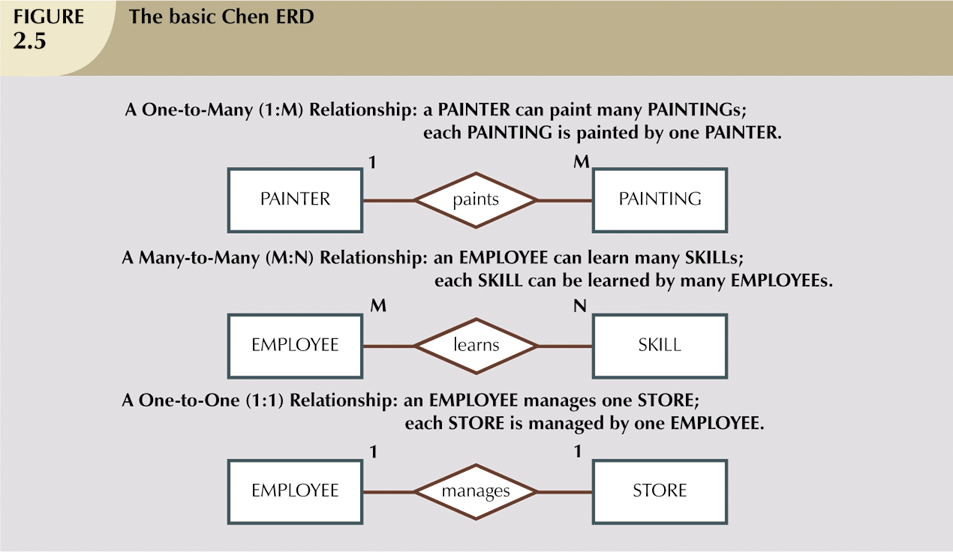 FIGURE
2.5
The basic Chen ERD
A One-to-Many (1:M) Relationship: a PAINTER can paint many PAINTINGs;
each PAINTING is painted by one PAINTER.
1
M
PAINTER
paints
PAINTING
A Many-to-Many (M:N) Relationship: an EMPLOYEE can learn many SKILLs;
each SKILL can be learned by many EMPLOYEEs.
M
N
EMPLOYEE
learns
SKILL
A One-to-One (1:1) Relationship: an EMPLOYEE manages one STORE;
each STORE is managed by one EMPLOYEE.
1
1
EMPLOYEE
manages
STORE